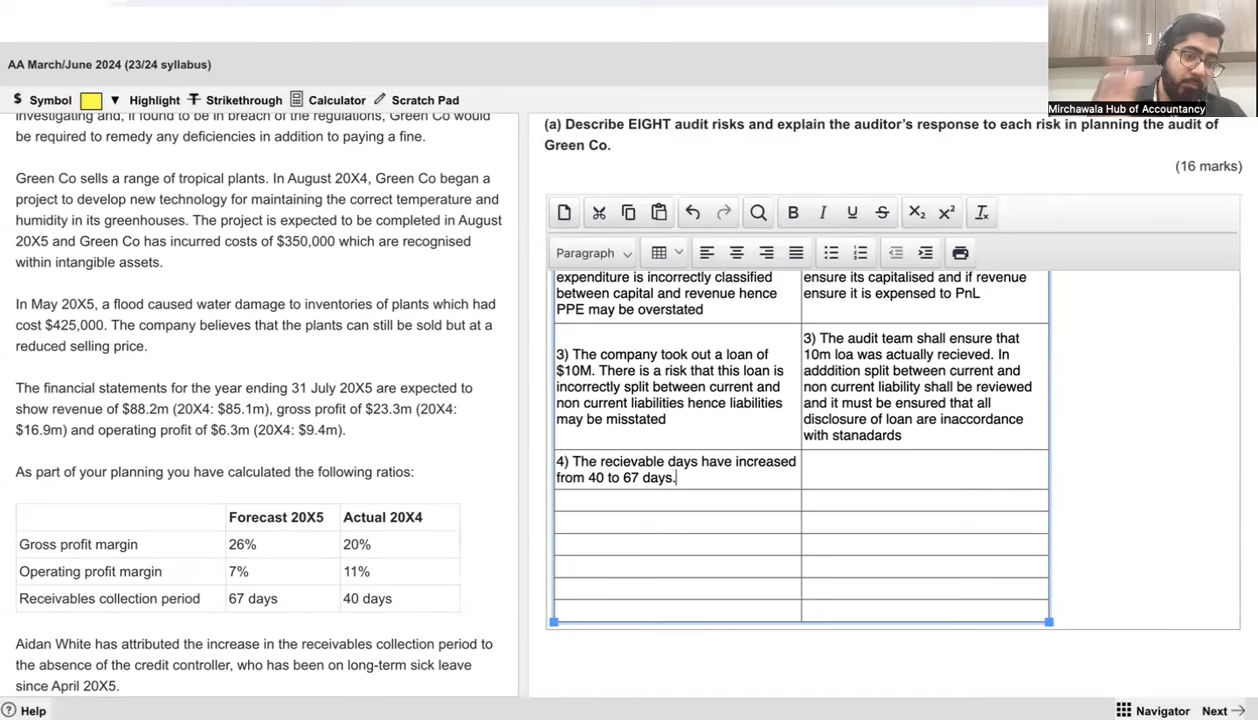 AA March/June 2024 (23/24 syllabus)
Mirchawala Hub of Accountancy
$ Symbol Highlight Strikethrough Calculator Scratch Pad
investigating and, if found to be in breach of the regulations, Green Co would
be required to remedy any deficiencies in addition to paying a fine.
Green Co sells a range of tropical plants. In August 20X4, Green Co began a
project to develop new technology for maintaining the correct temperature and
humidity in its greenhouses. The project is expected to be completed in August
20X5 and Green Co has incurred costs of $350,000 which are recognised
within intangible assets.
In May 20X5, a flood caused water damage to inventories of plants which had
cost $425,000. The company believes that the plants can still be sold but at a
reduced selling price.
The financial statements for the year ending 31 July 20X5 are expected to
show revenue of $88.2m (20X4: $85.1m), gross profit of $23.3m (20X4:
$16.9m) and operating profit of $6.3m (20X4: $9.4m).
As part of your planning you have calculated the following ratios:
Forecast 20X5 Actual 20X4
Gross profit margin 26% 20%
Operating profit margin 7% 11%
Receivables collection period 67 days 40 days
Aidan White has attributed the increase in the receivables collection period to
the absence of the credit controller, who has been on long-term sick leave
since April 20X5.
(a) Describe EIGHT audit risks and explain the auditor's response to each risk in planning the audit of
Green Co.
(16 marks)
B I U S X₂ X² Ix
Paragraph
expenditure is incorrectly classified
between capital and revenue hence
PPE may be overstated
ensure its capitalised and if revenue
ensure it is expensed to PnL
3) The company took out a loan of
$10M. There is a risk that this loan is
incorrectly split between current and
non current liabilities hence liabilities
may be misstated
3) The audit team shall ensure that
10m loa was actually recieved. In
adddition split between current and
non current liability shall be reviewed
and it must be ensured that all
disclosure of loan are inaccordance
with stanadards
4) The recievable days have increased
from 40 to 67 days.
Help Navigator Next